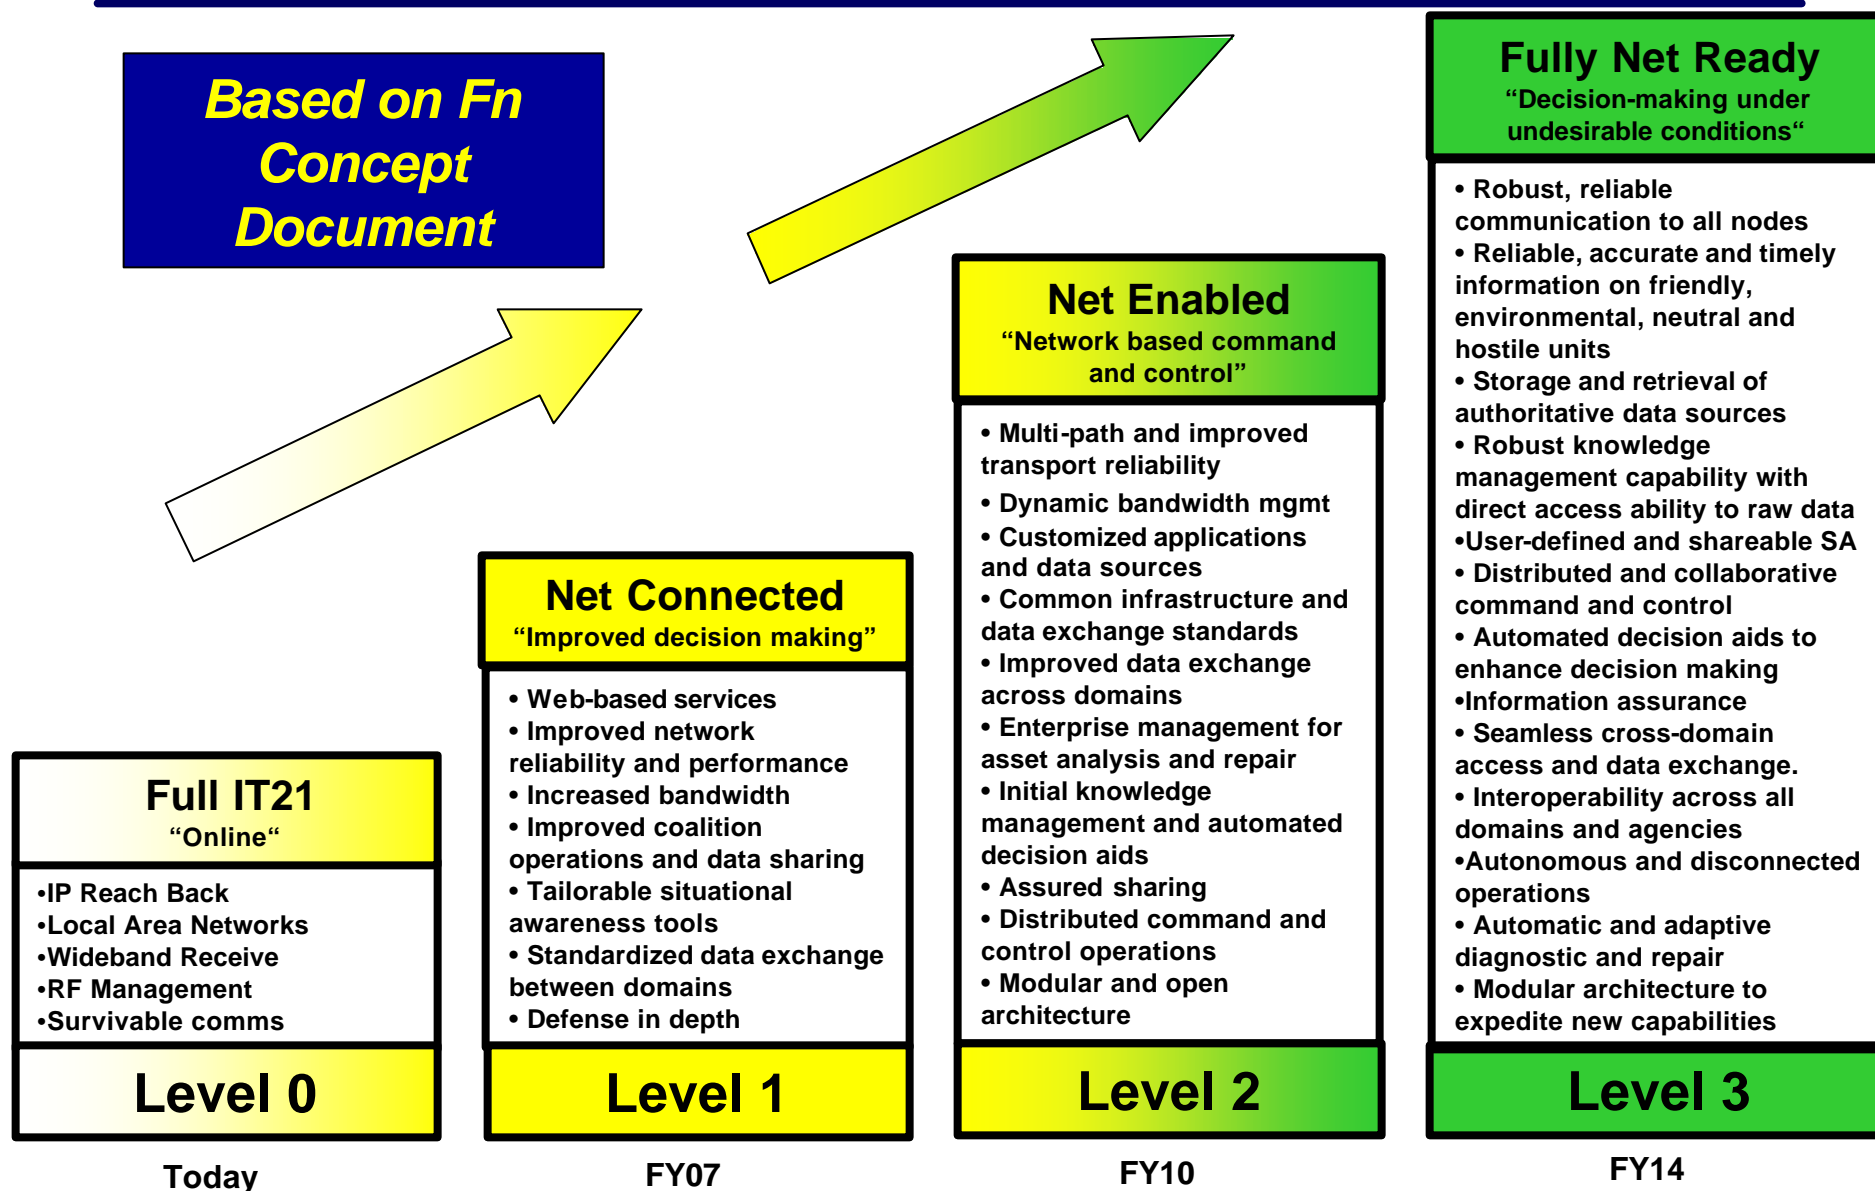 Based on Fn
Concept
Document
Full IT21
“Online“
•IP Reach Back
•Local Area Networks
•Wideband Receive
•RF Management
•Survivable comms
Level 0
Today
Net Connected
“Improved decision making”
• Web-based services
• Improved network
reliability and performance
• Increased bandwidth
• Improved coalition
operations and data sharing
• Tailorable situational
awareness tools
• Standardized data exchange
between domains
• Defense in depth
Level 1
FY07
Net Enabled
“Network based command
and control”
• Multi-path and improved
transport reliability
• Dynamic bandwidth mgmt
• Customized applications
and data sources
• Common infrastructure and
data exchange standards
• Improved data exchange
across domains
• Enterprise management for
asset analysis and repair
• Initial knowledge
management and automated
decision aids
• Assured sharing
• Distributed command and
control operations
• Modular and open
architecture
Level 2
FY10
Fully Net Ready
“Decision-making under
undesirable conditions“
• Robust, reliable
communication to all nodes
• Reliable, accurate and timely
information on friendly,
environmental, neutral and
hostile units
• Storage and retrieval of
authoritative data sources
• Robust knowledge
management capability with
direct access ability to raw data
•User-defined and shareable SA
• Distributed and collaborative
command and control
• Automated decision aids to
enhance decision making
•Information assurance
• Seamless cross-domain
access and data exchange.
• Interoperability across all
domains and agencies
•Autonomous and disconnected
operations
• Automatic and adaptive
diagnostic and repair
• Modular architecture to
expedite new capabilities
Level 3
FY14